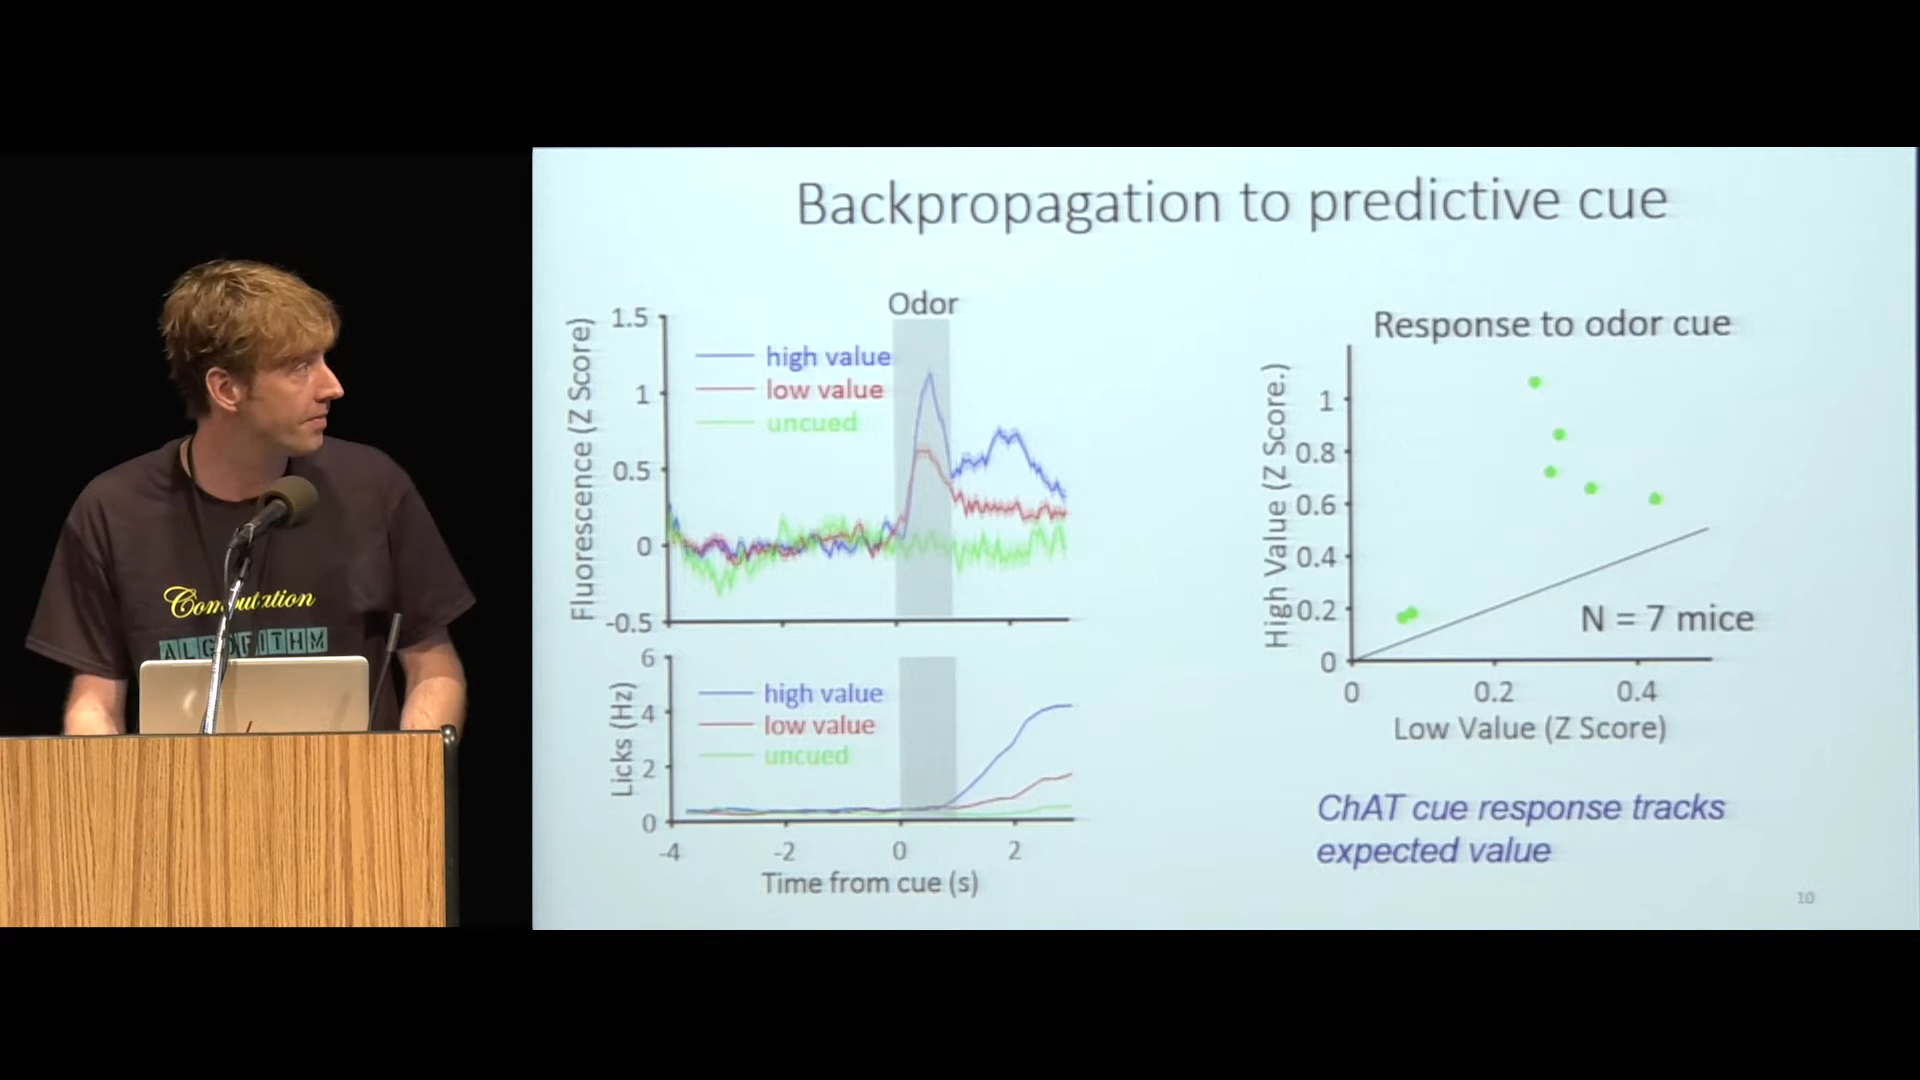 Backpropagation to predictive cue
Odor
1.5
1
0.5
0
-0.5
Fluorescence (Z Score)
high value
low value
uncued
6
4
2
0
Licks (Hz)
high value
low value
uncued
-4 -2 0 2
Time from cue (s)
Response to odor cue
1
0.8
0.6
0.4
0.2
0
High Value (Z Score.)
N = 7 mice
0 0.2 0.4
Low Value (Z Score)
ChAT cue response tracks
expected value
10
Computation
ALGORITHM